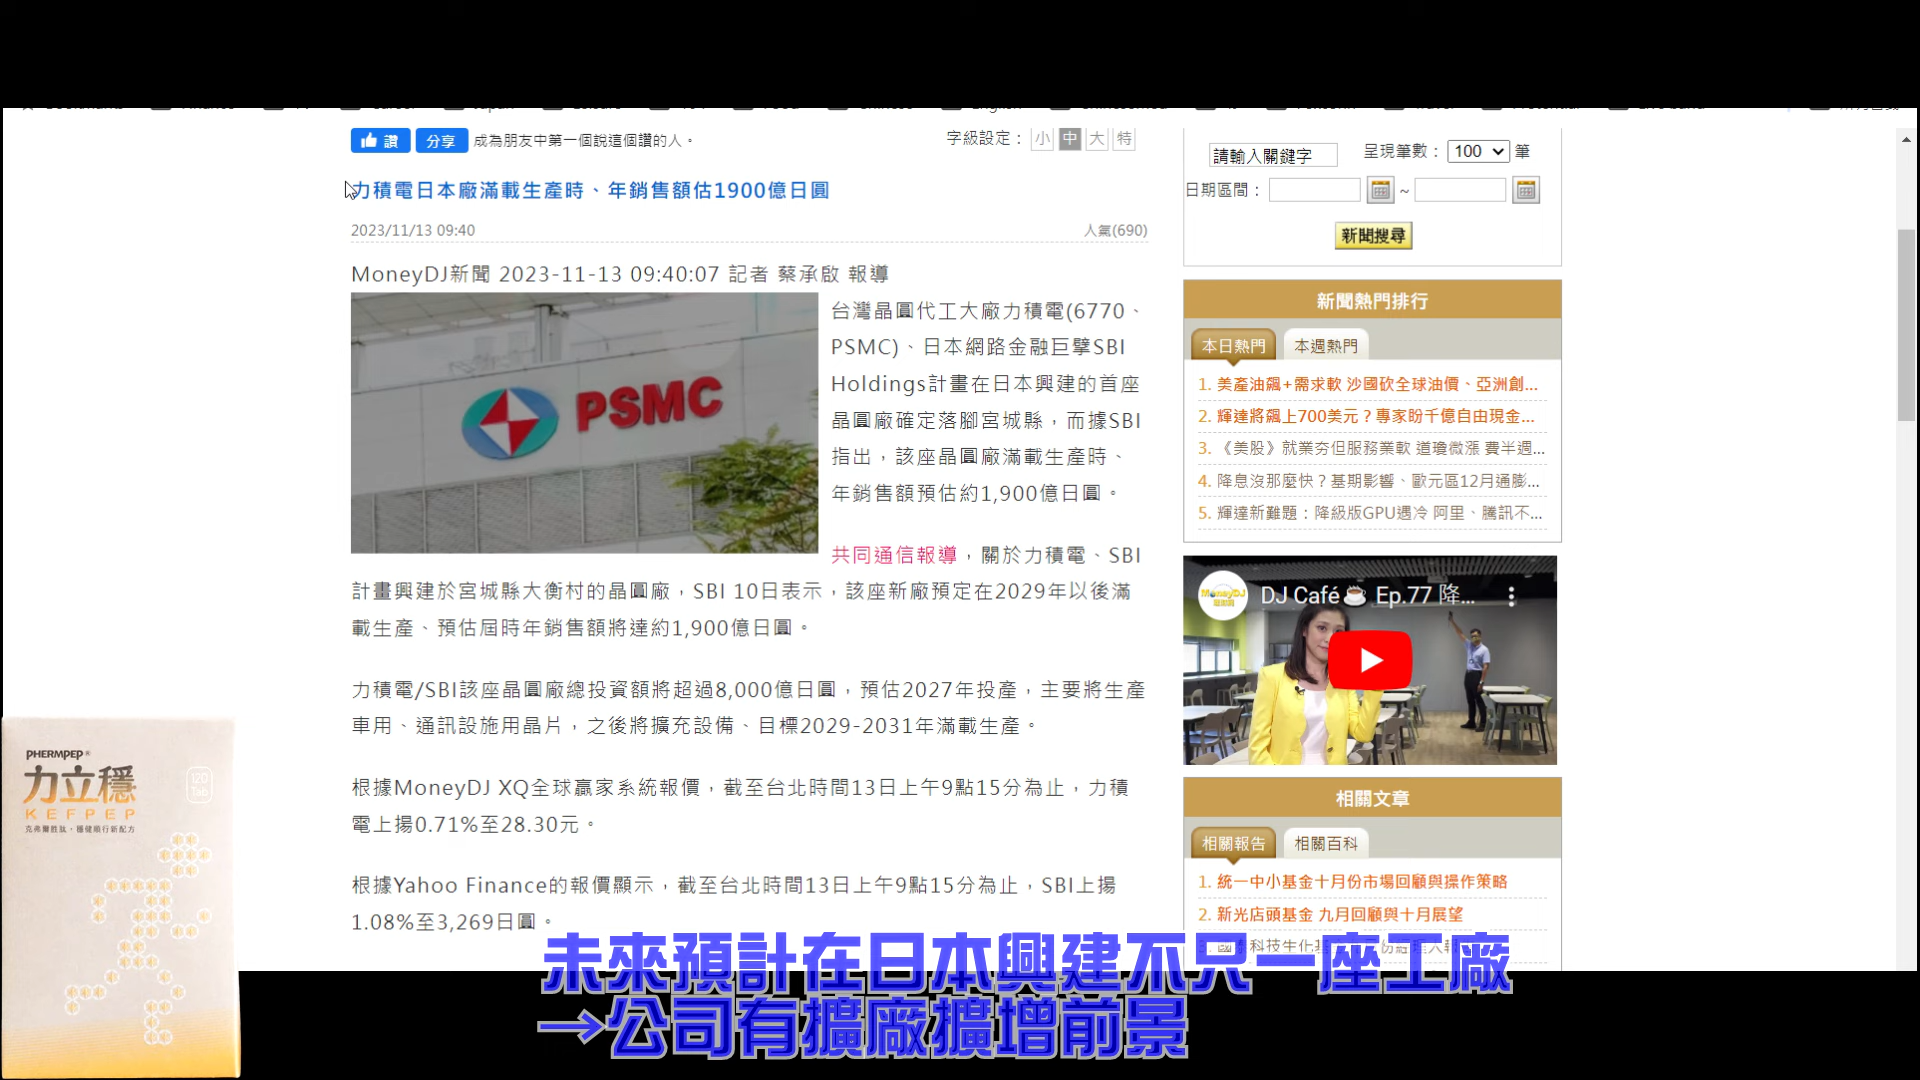 讚 分享 成為朋友中第一個說這個讚的人。
字級設定： 小 中 大 特
力積電日本廠滿載生產時、年銷售額估1900億日圓
2023/11/13 09:40
人氣(690)
MoneyDJ新聞 2023-11-13 09:40:07 記者 蔡承啟 報導
PSMC
台灣晶圓代工大廠力積電(6770、
PSMC)、日本網路金融巨擘SBI
Holdings計畫在日本興建的首座
晶圓廠確定落腳宮城縣，而據SBI
指出，該座晶圓廠滿載生產時、
年銷售額預估約1,900億日圓。
共同通信報導，關於力積電、SBI
計畫興建於宮城縣大衡村的晶圓廠，SBI 10日表示，該座新廠預定在2029年以後滿
載生產、預估屆時年銷售額將達約1,900億日圓。
力積電/SBI該座晶圓廠總投資額將超過8,000億日圓，預估2027年投產，主要將生產
車用、通訊設施用晶片，之後將擴充設備、目標2029-2031年滿載生產。
根據MoneyDJ XQ全球贏家系統報價，截至台北時間13日上午9點15分為止，力積
電上揚0.71%至28.30元。
根據Yahoo Finance的報價顯示，截至台北時間13日上午9點15分為止，SBI上揚
1.08%至3,269日圓。
請輸入關鍵字 呈現筆數： 100 筆
日期區間： ~
新聞搜尋
新聞熱門排行
本日熱門 本週熱門
1. 美產油飆+需求軟 沙國砍全球油價、亞洲創...
2. 輝達將飆上700美元？專家盼千億自由現金...
3. 《美股》就業夯但服務業軟 道瓊微漲 費半週...
4. 降息沒那麼快？基期影響、歐元區12月通膨...
5. 輝達新難題：降級版GPU遇冷 阿里、騰訊不...
MoneyDJ
DJ Café☕ Ep.77 降...
相關文章
相關報告 相關百科
1. 統一中小基金十月份市場回顧與操作策略
2. 新光店頭基金 九月回顧與十月展望
PHERMPEP®
力立穩
120
Tab
KEFPEP
克弗爾胜肽・穩健順行新配方
未來預計在日本興建不只一座工廠
→公司有擴廠擴增前景